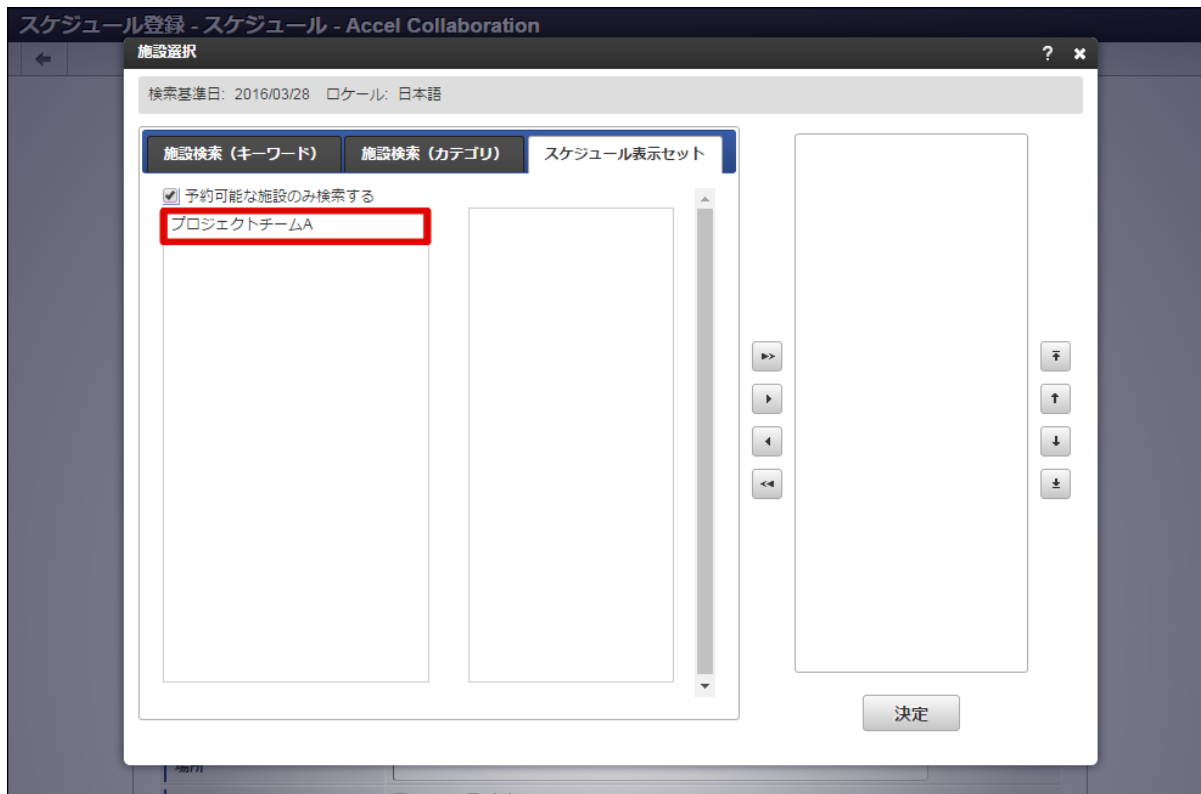 スケジュール登録 - スケジュール - Accel Collaboration
施設選択
検索基準日: 2016/03/28 ロケール: 日本語
施設検索（キーワード） 施設検索（カテゴリ） スケジュール表示セット
予約可能な施設のみ検索する
プロジェクトチームA
決定
場所